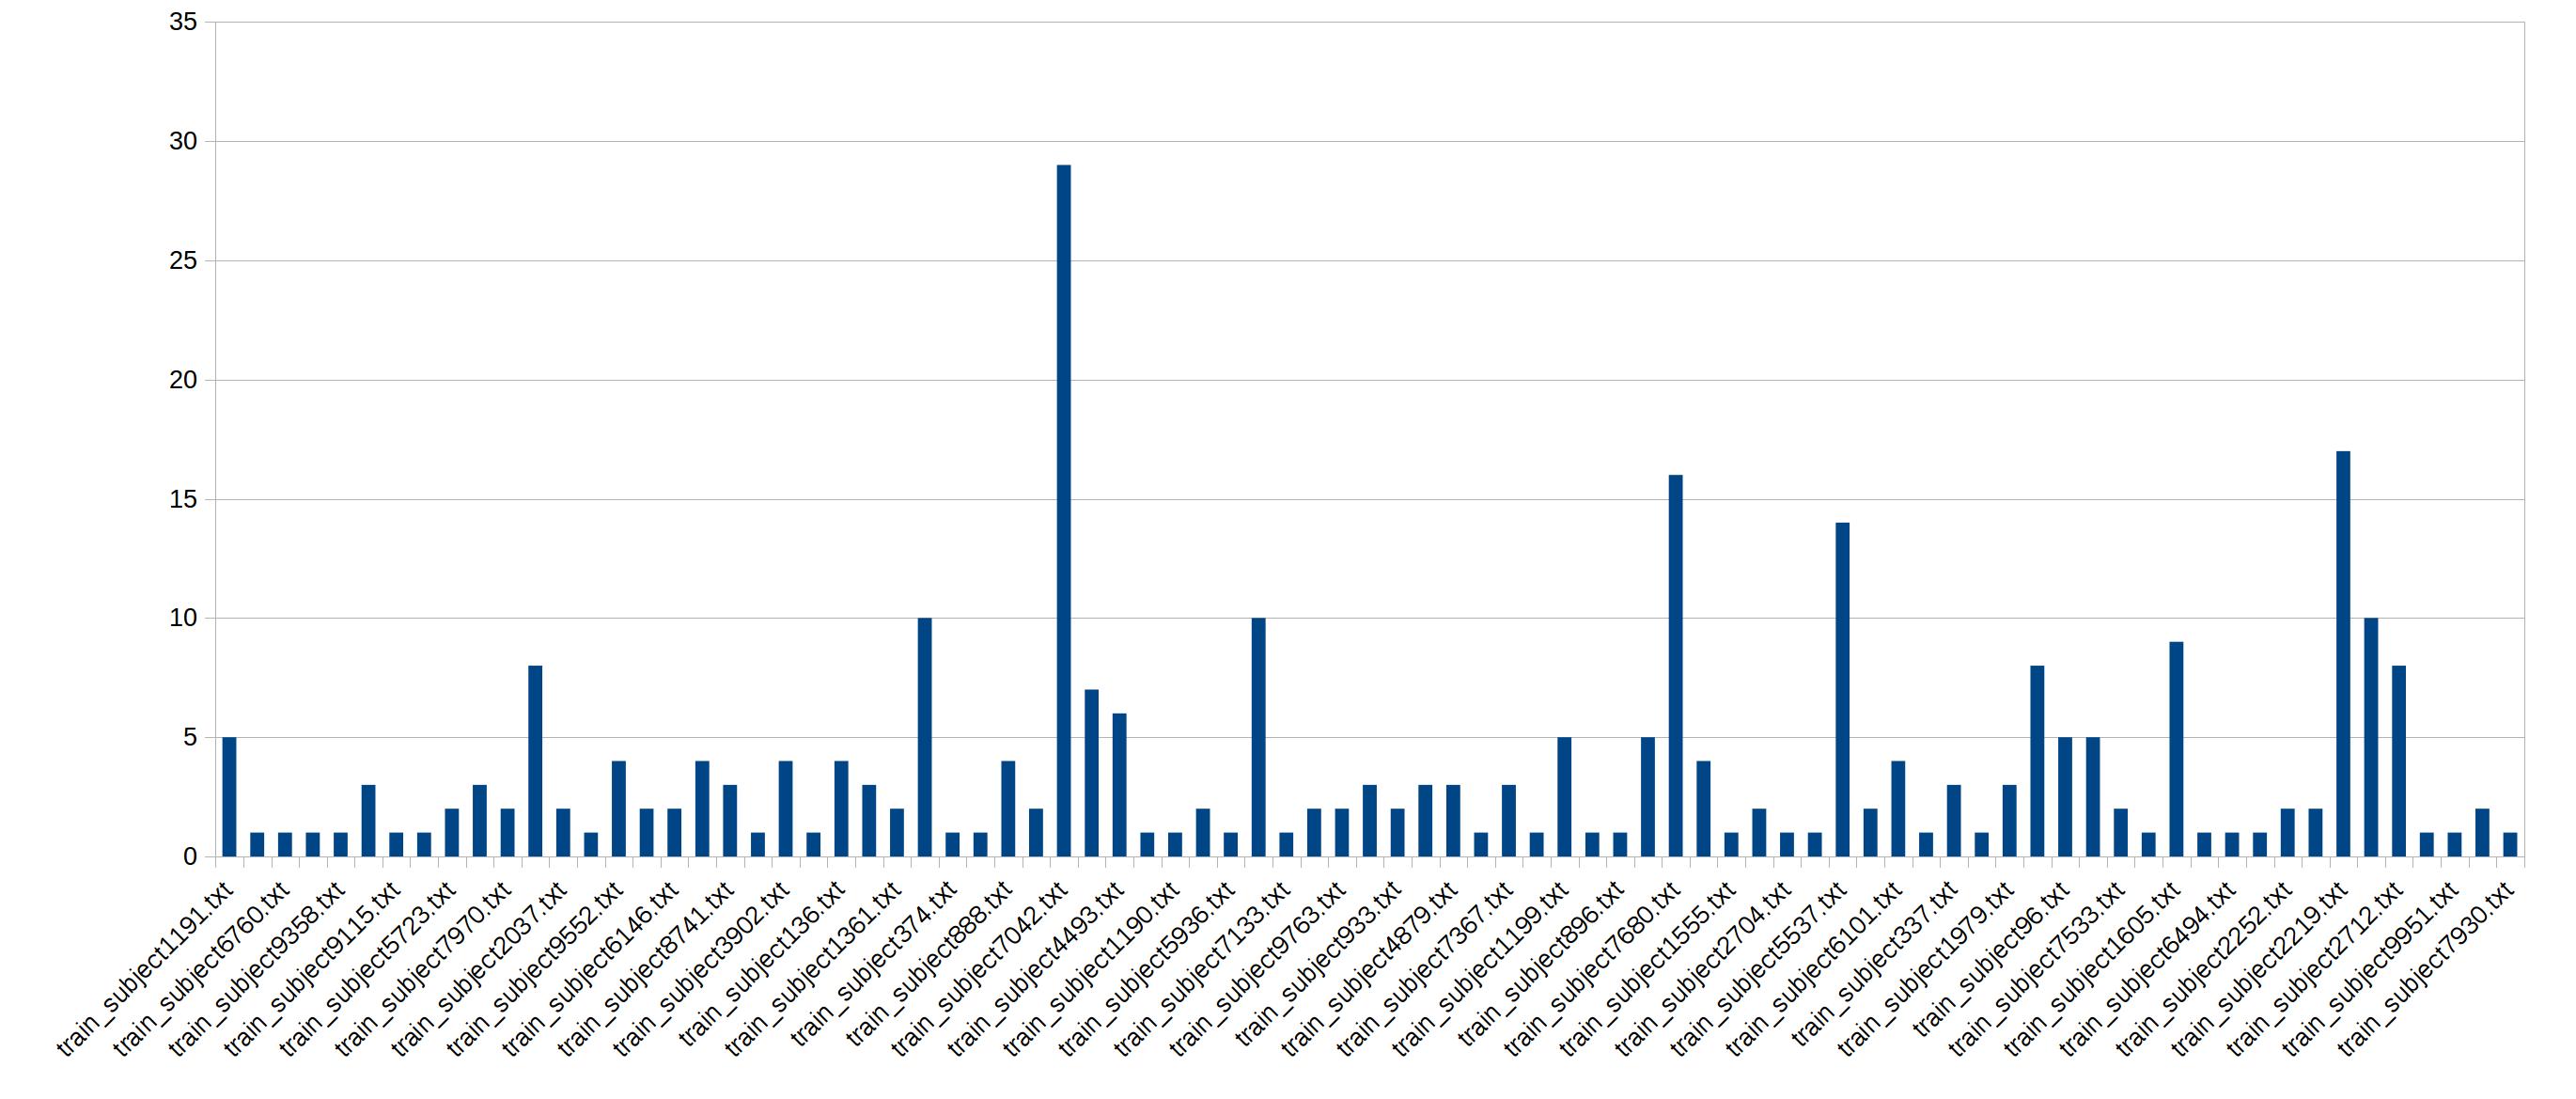 35
30
25
20
15
10
5
0
train_subject1191.txt
train_subject6760.txt
train_subject9358.txt
train_subject9115.txt
train_subject5723.txt
train_subject7970.txt
train_subject2037.txt
train_subject9552.txt
train_subject6146.txt
train_subject8741.txt
train_subject3902.txt
train_subject136.txt
train_subject1361.txt
train_subject374.txt
train_subject888.txt
train_subject7042.txt
train_subject4493.txt
train_subject1190.txt
train_subject5936.txt
train_subject7133.txt
train_subject9763.txt
train_subject933.txt
train_subject4879.txt
train_subject7367.txt
train_subject1199.txt
train_subject896.txt
train_subject7680.txt
train_subject1555.txt
train_subject2704.txt
train_subject5537.txt
train_subject6101.txt
train_subject337.txt
train_subject1979.txt
train_subject96.txt
train_subject7533.txt
train_subject1605.txt
train_subject6494.txt
train_subject2252.txt
train_subject2219.txt
train_subject2712.txt
train_subject9951.txt
train_subject7930.txt